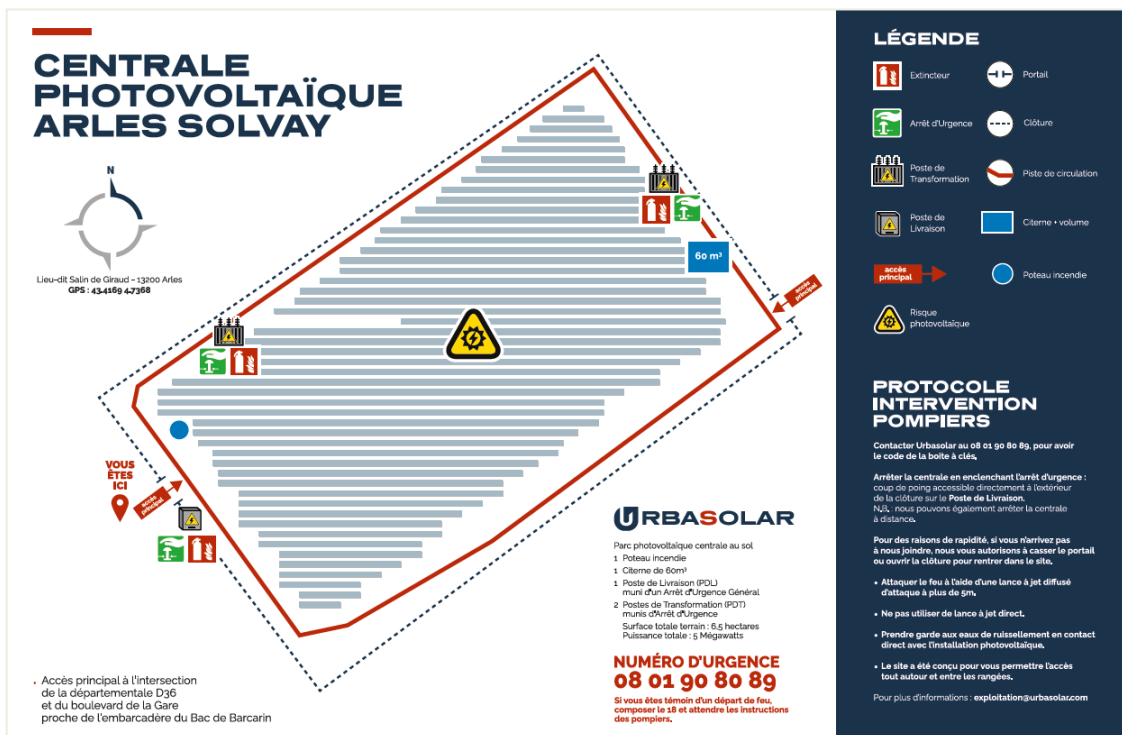 CENTRALE
PHOTOVOLTAÏQUE
ARLES SOLVAY
N
Lieu-dit Salin de Giraud - 13200 Arles
GPS : 43.4169 4.7368
60 m³
accès
principal
VOUS
ÊTES
ICI
accès
principal
URBASOLAR
Parc photovoltaïque centrale au sol
1 Poteau incendie
1 Citerne de 60m³
1 Poste de Livraison (PDL)
muni d'un Arrêt d'Urgence Général
2 Postes de Transformation (PDT)
munis d'Arrêt d'Urgence
Surface totale terrain : 6,5 hectares
Puissance totale : 5 Mégawatts
NUMÉRO D'URGENCE
08 01 90 80 89
Si vous êtes témoin d'un départ de feu,
composer le 18 et attendre les instructions
des pompiers.
• Accès principal à l'intersection
de la départementale D36
et du boulevard de la Gare
proche de l'embarcadère du Bac de Barcarin
LÉGENDE
Extincteur
Portail
Arrêt d'Urgence
Clôture
Poste de
Transformation
Piste de circulation
Poste de
Livraison
Citerne + volume
accès
principal
Poteau incendie
Risque
photovoltaïque
PROTOCOLE
INTERVENTION
POMPIERS
Contacter Urbasolar au 08 01 90 80 89, pour avoir
le code de la boîte à clés.
Arrêter la centrale en enclenchant l'arrêt d'urgence :
coup de poing accessible directement à l'extérieur
de la clôture sur le Poste de Livraison.
N.B. : nous pouvons également arrêter la centrale
à distance.
Pour des raisons de rapidité, si vous n'arrivez pas
à nous joindre, nous vous autorisons à casser le portail
ou ouvrir la clôture pour rentrer dans le site.
• Attaquer le feu à l'aide d'une lance à jet diffusé
d'attaque à plus de 5m.
• Ne pas utiliser de lance à jet direct.
• Prendre garde aux eaux de ruissellement en contact
direct avec l'installation photovoltaïque.
• Le site a été conçu pour vous permettre l'accès
tout autour et entre les rangées.
Pour plus d'informations : exploitation@urbasolar.com